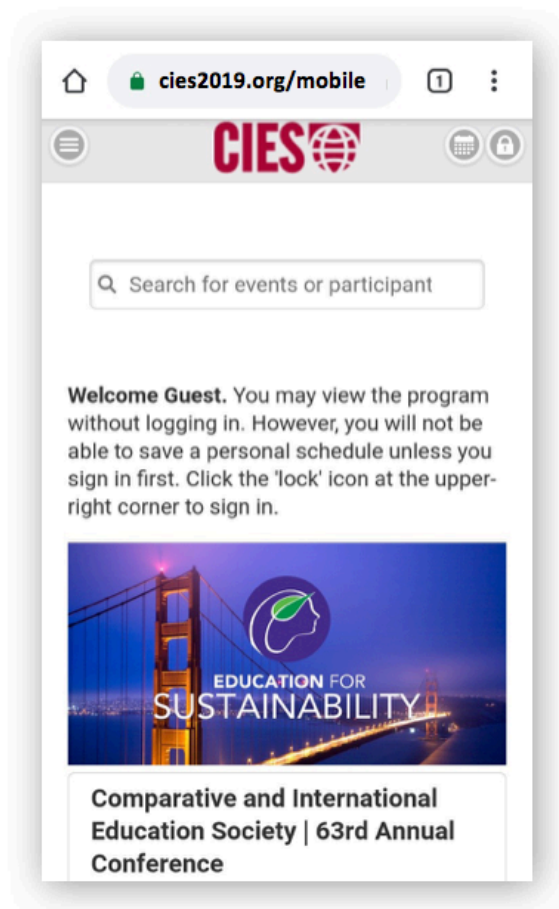 cies2019.org/mobile
1
CIES
Search for events or participant
Welcome Guest. You may view the program
without logging in. However, you will not be
able to save a personal schedule unless you
sign in first. Click the 'lock' icon at the upper-
right corner to sign in.
EDUCATION FOR
SUSTAINABILITY
Comparative and International
Education Society | 63rd Annual
Conference